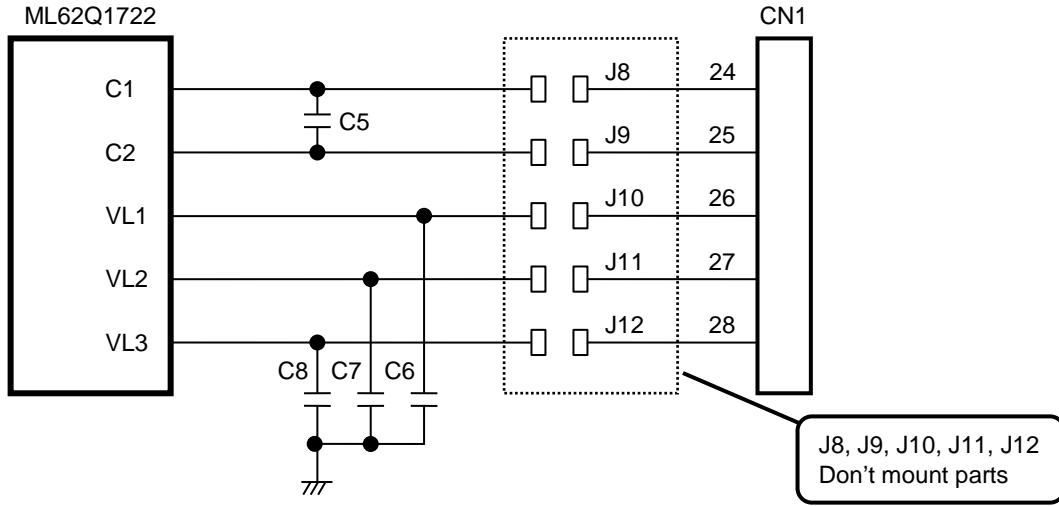 ML62Q1722
CN1
C1
J8
24
C5
C2
J9
25
VL1
J10
26
VL2
J11
27
VL3
J12
28
C8
C7
C6
J8, J9, J10, J11, J12
Don’t mount parts